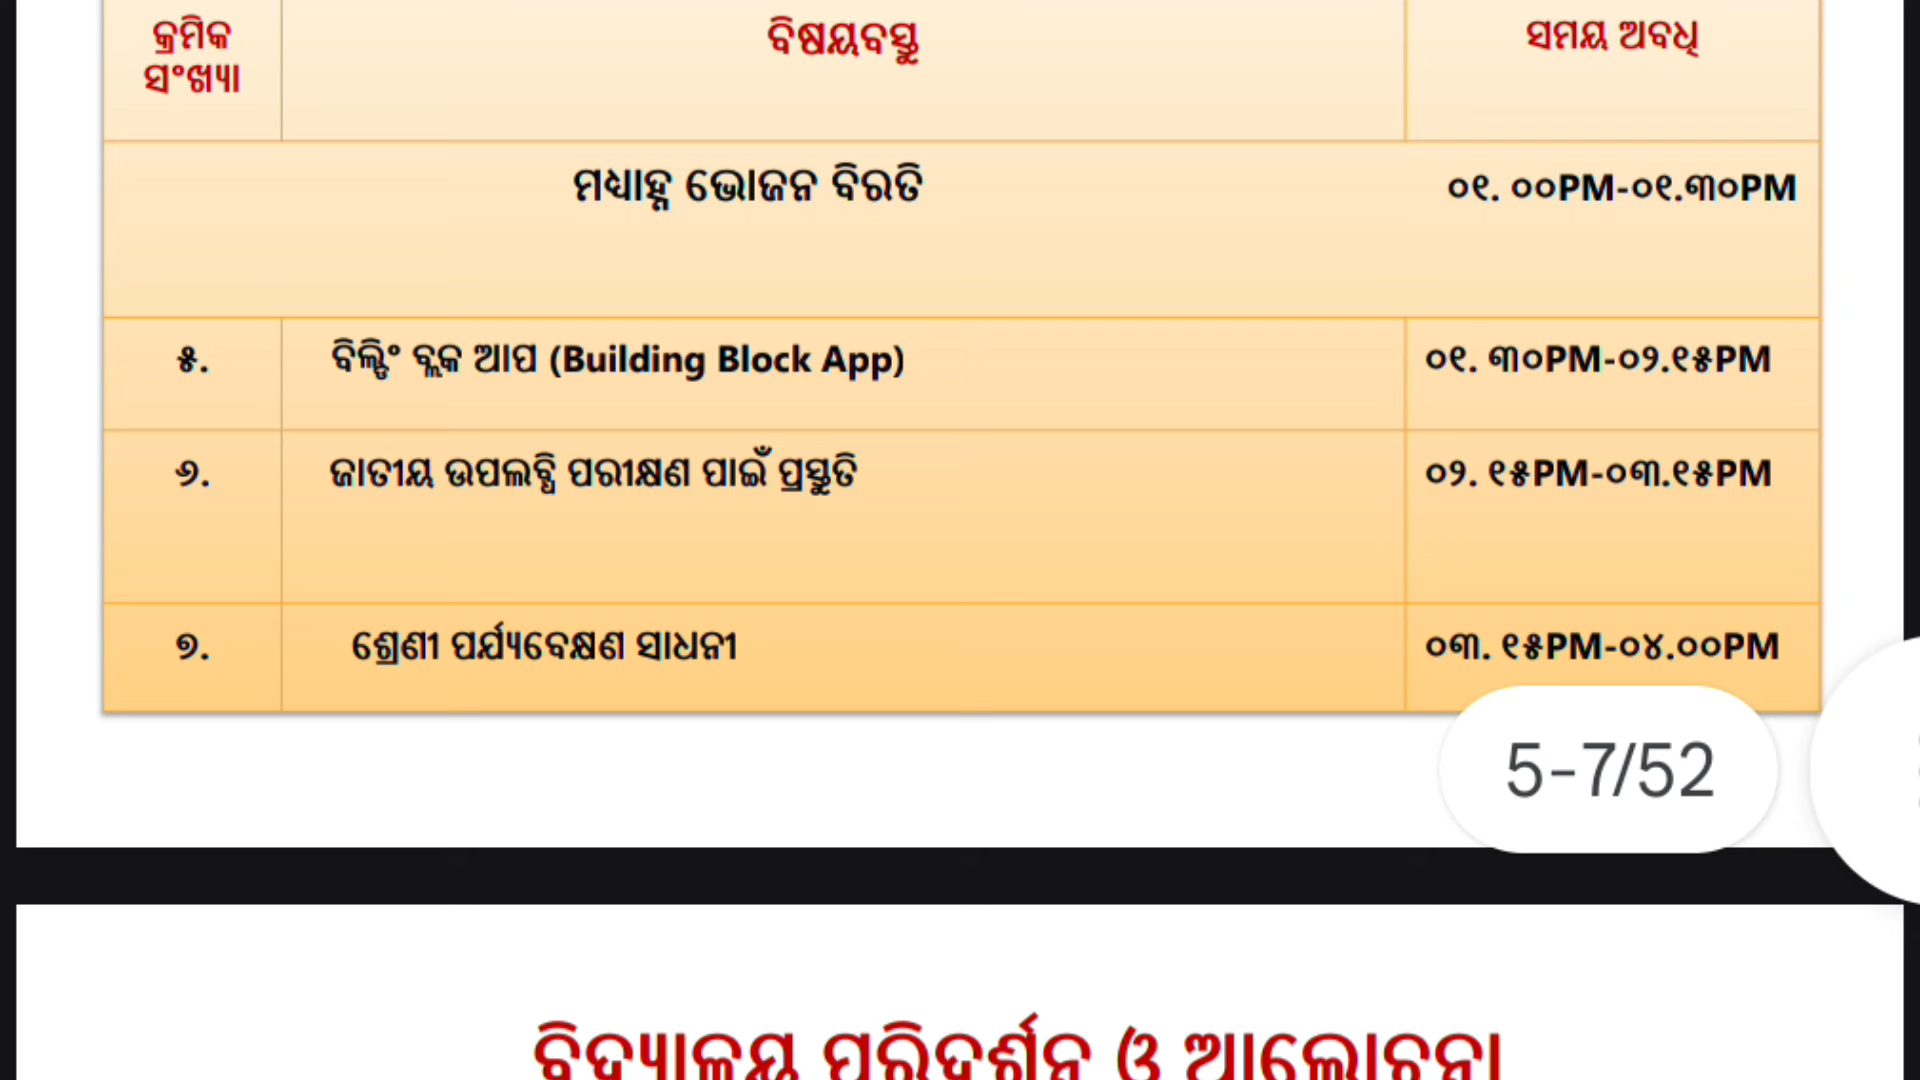 କ୍ରମିକ
ସଂଖ୍ୟା
ବିଷୟବସ୍ତୁ
ସମୟ ଅବଧି
ମଧ୍ୟାହ୍ନ ଭୋଜନ ବିରତି
୦୧. ୦୦PM-୦୧.୩୦PM
୫.
ବିଲ୍ଡିଂ ବ୍ଲକ ଆପ (Building Block App)
୦୧. ୩୦PM-୦୨.୧୫PM
୬.
ଜାତୀୟ ଉପଲବ୍ଧି ପରୀକ୍ଷଣ ପାଇଁ ପ୍ରସ୍ତୁତି
୦୨. ୧୫PM-୦୩.୧୫PM
୭.
ଶ୍ରେଣୀ ପର୍ଯ୍ୟବେକ୍ଷଣ ସାଧନୀ
୦୩. ୧୫PM-୦୪.୦୦PM
5-7/52
ବିଦ୍ୟାଳୟ ପରିଦର୍ଶନ ଓ ଆଲୋଚନା